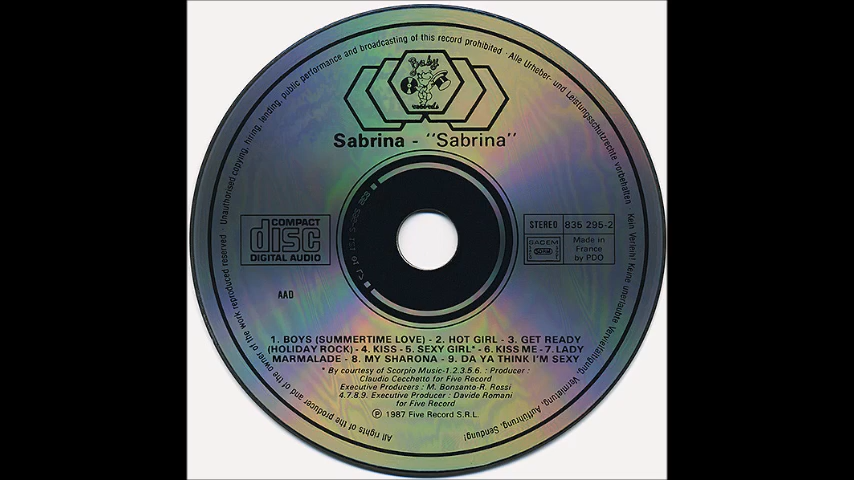 Unauthorised copying, hiring, lending, public performance and broadcasting of this record prohibited · Alle Urheber- und Leistungsschutzrechte vorbehalten · Kein Verleih! Keine unerlaubte Vervielfältigung, Vermietung, Aufführung, Sendung!
Baby
records
Sabrina - "Sabrina"
COMPACT
disc
DIGITAL AUDIO
STEREO 835 295-2
SACEM
SDRM
Made in
France
by PDO
AAD
1. BOYS (SUMMERTIME LOVE) - 2. HOT GIRL - 3. GET READY
(HOLIDAY ROCK) - 4. KISS - 5. SEXY GIRL* - 6. KISS ME - 7. LADY
MARMALADE - 8. MY SHARONA - 9. DA YA THINK I'M SEXY
* By courtesy of Scorpio Music-1.2.3.5.6. : Producer :
Claudio Cecchetto for Five Record
Executive Producers : M. Bonsanto-R. Rossi
4.7.8.9. Executive Producer : Davide Romani
for Five Record
℗ 1987 Five Record S.R.L.
All rights of the producer and of the owner of the work reproduced reserved ·